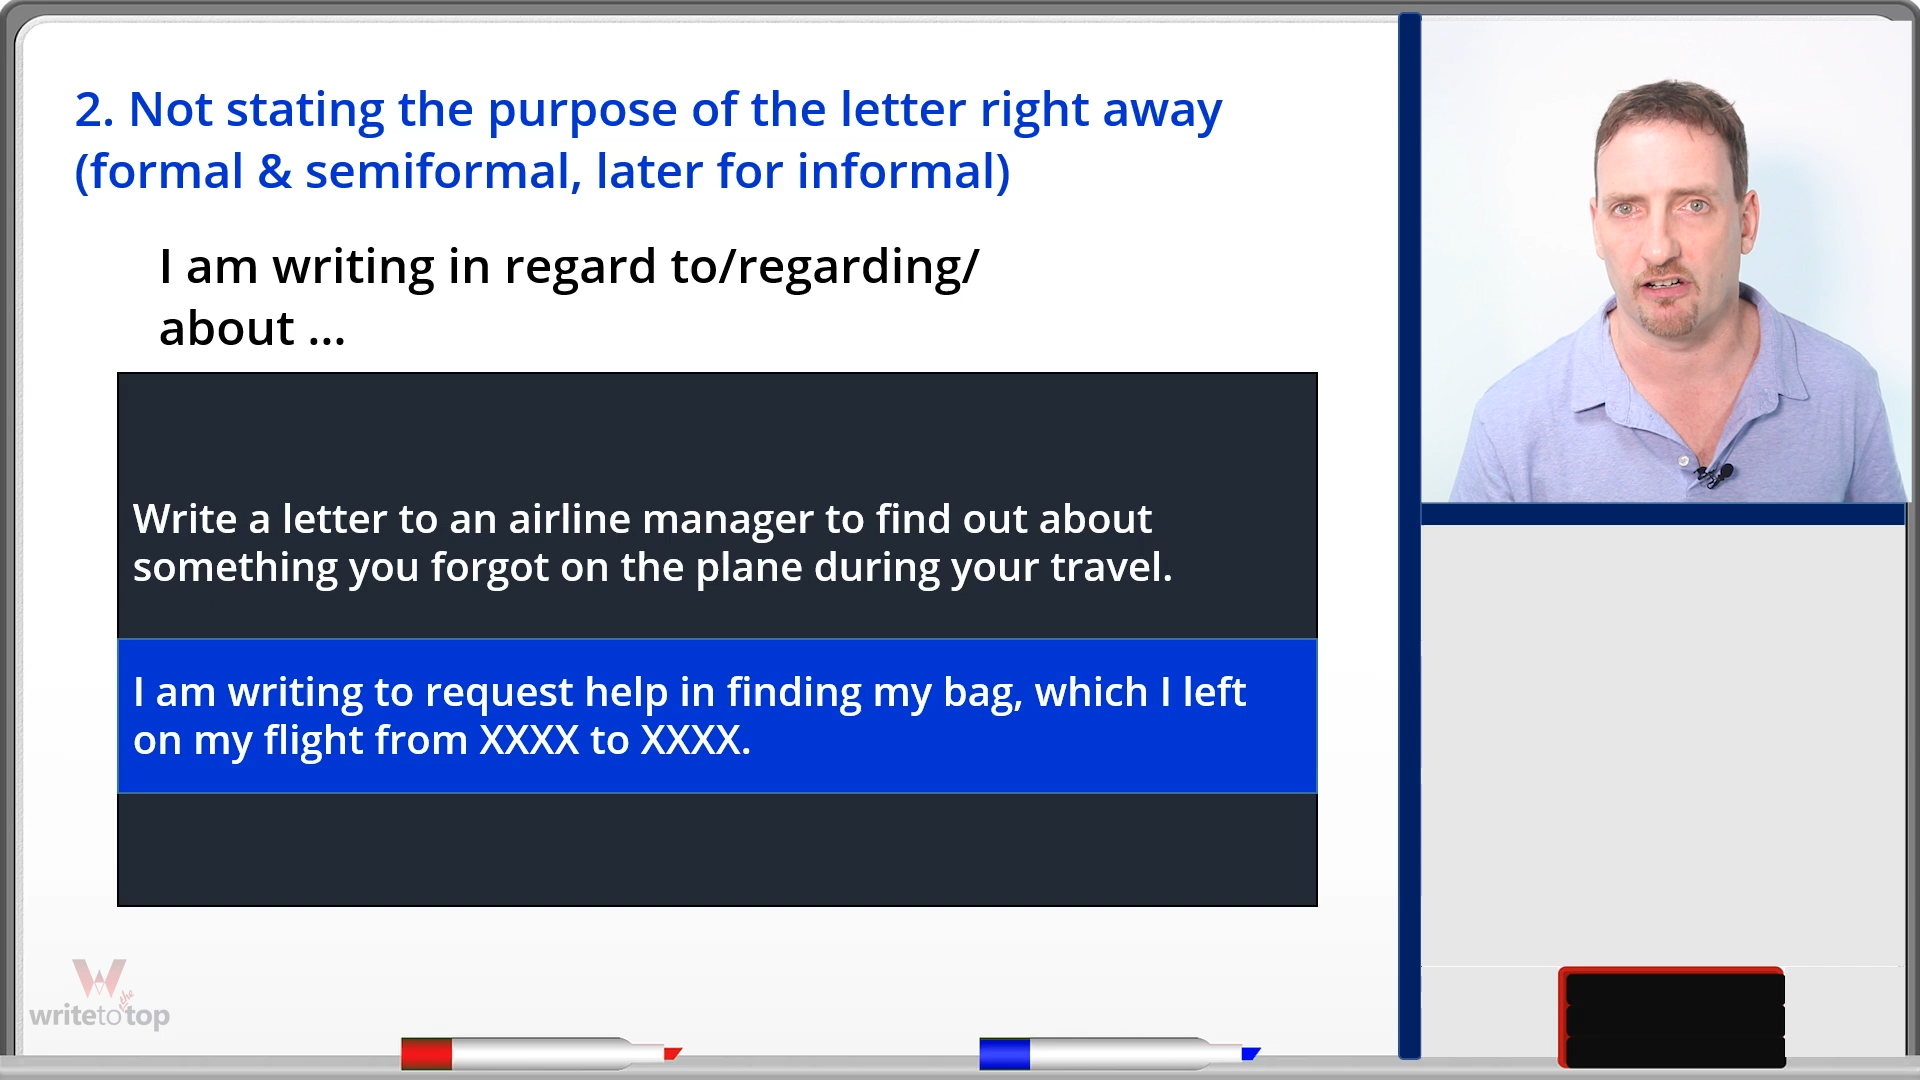 2. Not stating the purpose of the letter right away
(formal & semiformal, later for informal)
I am writing in regard to/regarding/
about ...
Write a letter to an airline manager to find out about
something you forgot on the plane during your travel.
I am writing to request help in finding my bag, which I left
on my flight from XXXX to XXXX.
W
writetothetop